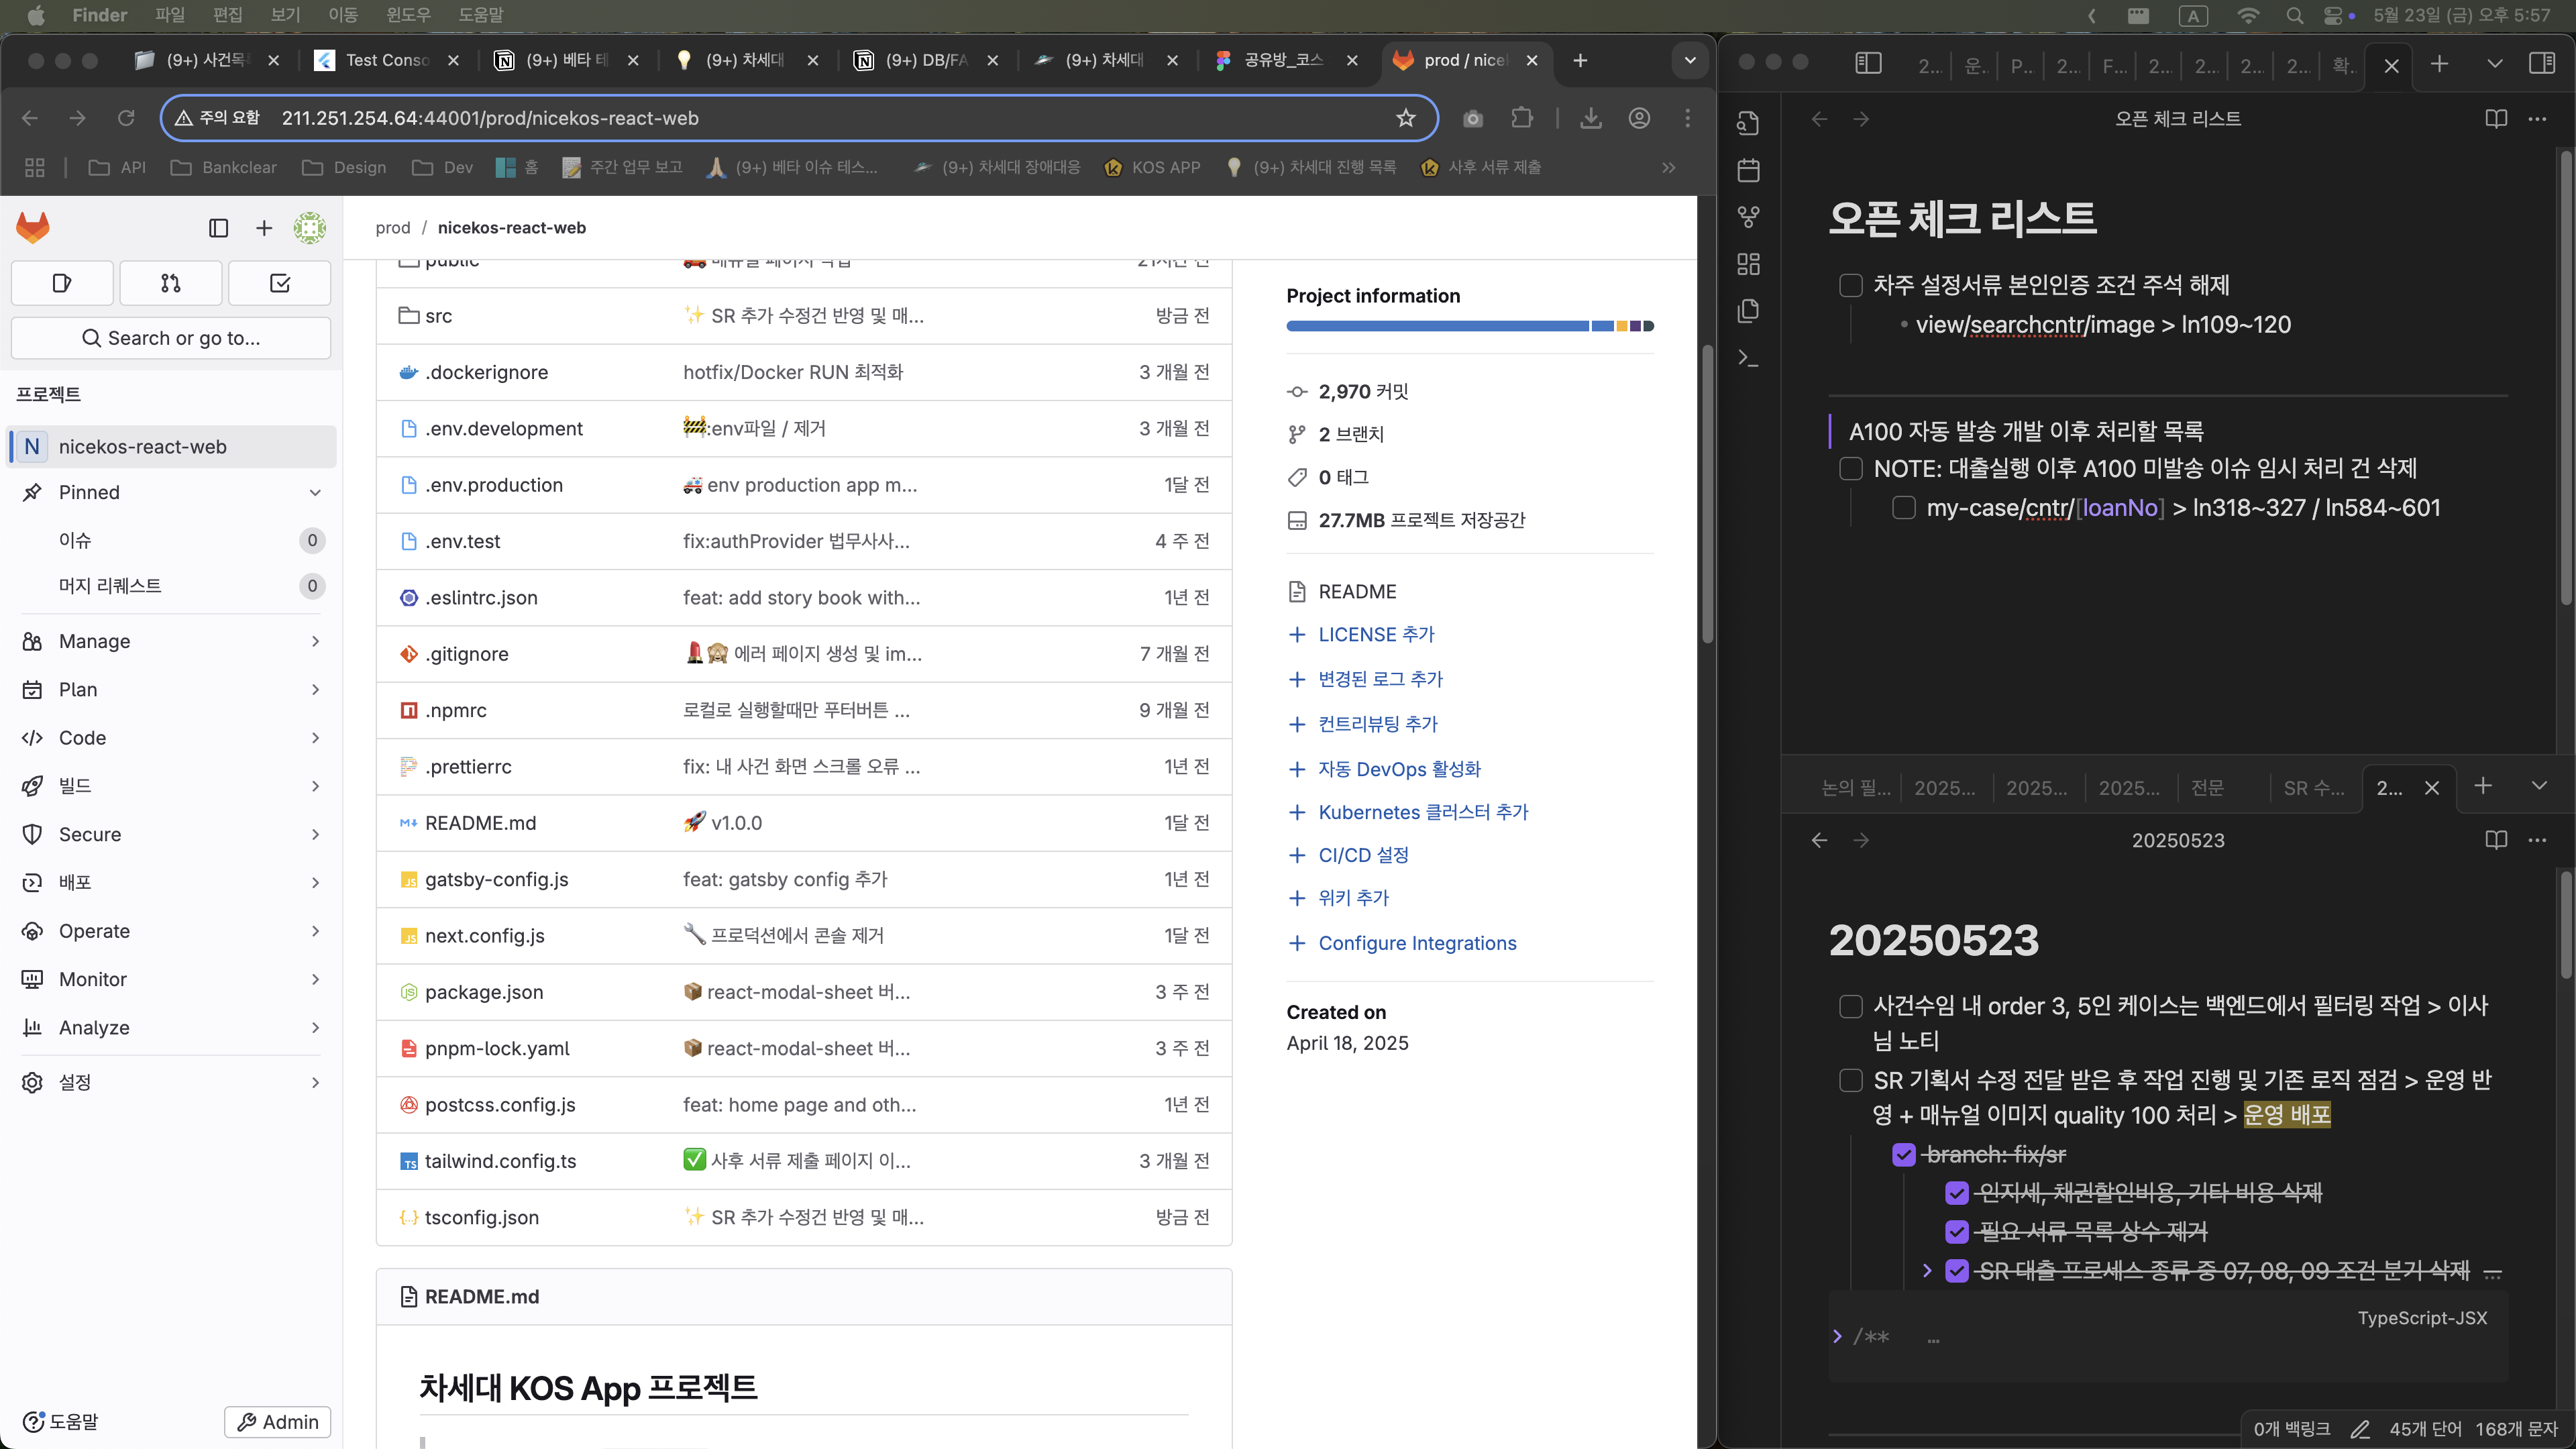 Finder 파일 편집 보기 이동 윈도우 도움말
A 5월 23일 (금) 오후 5:57
(9+) 사건목 Test Conso (9+) 베타 테 (9+) 차세대 (9+) DB/FA (9+) 차세대 공유방_코스 prod / nicel
주의 요함 211.251.254.64:44001/prod/nicekos-react-web
API Bankclear Design Dev 홈 주간 업무 보고 (9+) 베타 이슈 테스... (9+) 차세대 장애대응 KOS APP (9+) 차세대 진행 목록 사후 서류 제출
Search or go to...
프로젝트
N nicekos-react-web
Pinned
이슈 0
머지 리퀘스트 0
Manage
Plan
Code
빌드
Secure
배포
Operate
Monitor
Analyze
설정
도움말
Admin
prod / nicekos-react-web
public 매뉴얼 페이지 작업 21시간 전
src ✨ SR 추가 수정건 반영 및 매... 방금 전
.dockerignore hotfix/Docker RUN 최적화 3 개월 전
.env.development 🚧:env파일 / 제거 3 개월 전
.env.production 🚑 env production app m... 1달 전
.env.test fix:authProvider 법무사사... 4 주 전
.eslintrc.json feat: add story book with... 1년 전
.gitignore 💄🙈 에러 페이지 생성 및 im... 7 개월 전
.npmrc 로컬로 실행할때만 푸터버튼 ... 9 개월 전
.prettierrc fix: 내 사건 화면 스크롤 오류 ... 1년 전
README.md 🚀 v1.0.0 1달 전
gatsby-config.js feat: gatsby config 추가 1년 전
next.config.js 🔧 프로덕션에서 콘솔 제거 1달 전
package.json 📦 react-modal-sheet 버... 3 주 전
pnpm-lock.yaml 📦 react-modal-sheet 버... 3 주 전
postcss.config.js feat: home page and oth... 1년 전
tailwind.config.ts ✅ 사후 서류 제출 페이지 이... 3 개월 전
tsconfig.json ✨ SR 추가 수정건 반영 및 매... 방금 전
README.md
차세대 KOS App 프로젝트
Project information
2,970 커밋
2 브랜치
0 태그
27.7MB 프로젝트 저장공간
README
LICENSE 추가
변경된 로그 추가
컨트리뷰팅 추가
자동 DevOps 활성화
Kubernetes 클러스터 추가
CI/CD 설정
위키 추가
Configure Integrations
Created on
April 18, 2025
2... 운... P... 2... F... 2... 2... 2... 2... 확...
오픈 체크 리스트
오픈 체크 리스트
차주 설정서류 본인인증 조건 주석 해제
• view/searchcntr/image > ln109~120
A100 자동 발송 개발 이후 처리할 목록
NOTE: 대출실행 이후 A100 미발송 이슈 임시 처리 건 삭제
my-case/cntr/[loanNo] > ln318~327 / ln584~601
논의 필... 2025... 2025... 2025... 전문 SR 수... 2...
20250523
20250523
사건수임 내 order 3, 5인 케이스는 백엔드에서 필터링 작업 > 이사
님 노티
SR 기획서 수정 전달 받은 후 작업 진행 및 기존 로직 점검 > 운영 반
영 + 매뉴얼 이미지 quality 100 처리 > 운영 배포
branch: fix/sr
인지세, 채권할인비용, 기타 비용 삭제
필요 서류 목록 상수 제거
SR 대출 프로세스 종류 중 07, 08, 09 조건 분기 삭제 ...
TypeScript-JSX
/** ...
0개 백링크 45개 단어 168개 문자